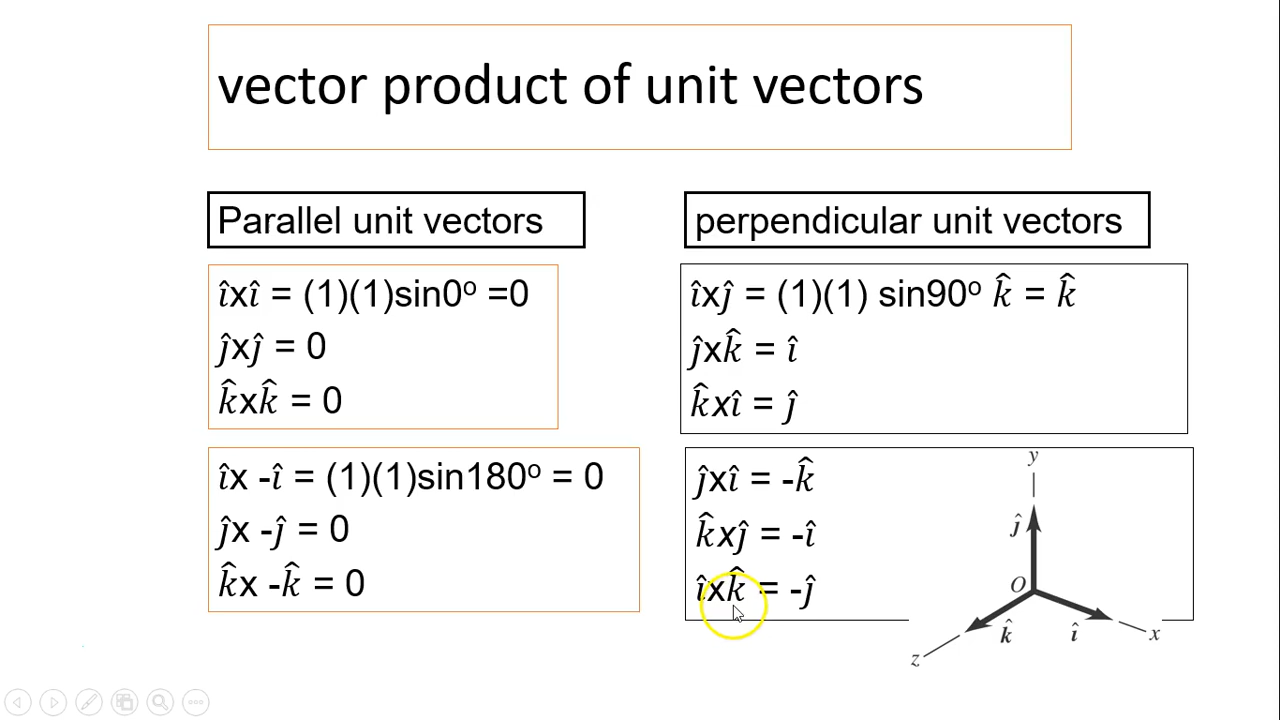 vector product of unit vectors
Parallel unit vectors
îxî = (1)(1)sin0º =0
ĵxĵ = 0
k̂xk̂ = 0
îx -î = (1)(1)sin180º = 0
ĵx -ĵ = 0
k̂x -k̂ = 0
perpendicular unit vectors
îxĵ = (1)(1) sin90º k̂ = k̂
ĵxk̂ = î
k̂xî = ĵ
ĵxî = -k̂
k̂xĵ = -î
îxk̂ = -ĵ
y
ĵ
O
k̂
î
x
z